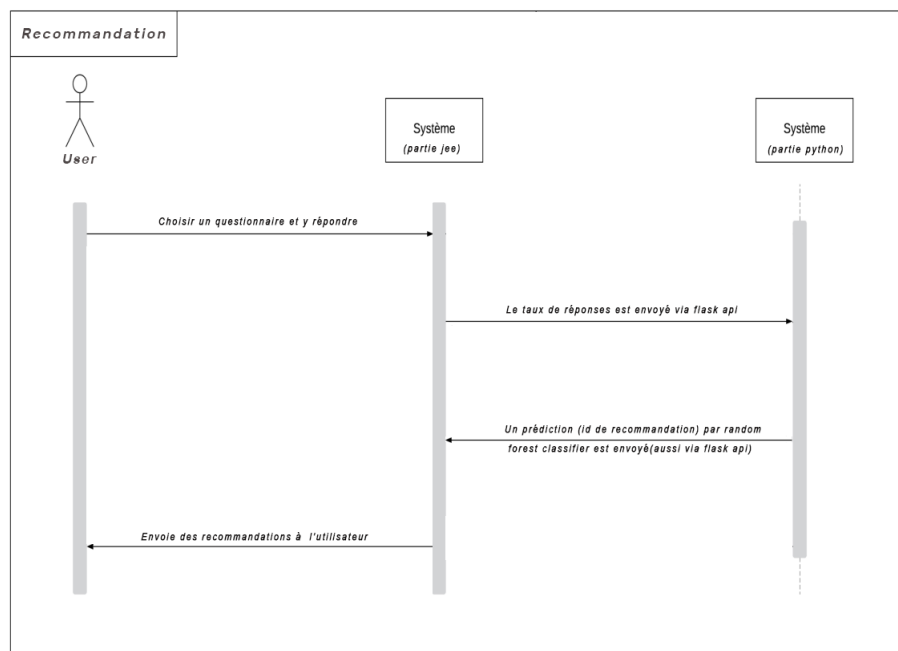 Recommandation
User
Système
(partie jee)
Système
(partie python)
Choisir un questionnaire et y répondre
Le taux de réponses est envoyé via flask api
Un prédiction (id de recommandation) par random
forest classifier est envoyé(aussi via flask api)
Envoie des recommandations à l'utilisateur